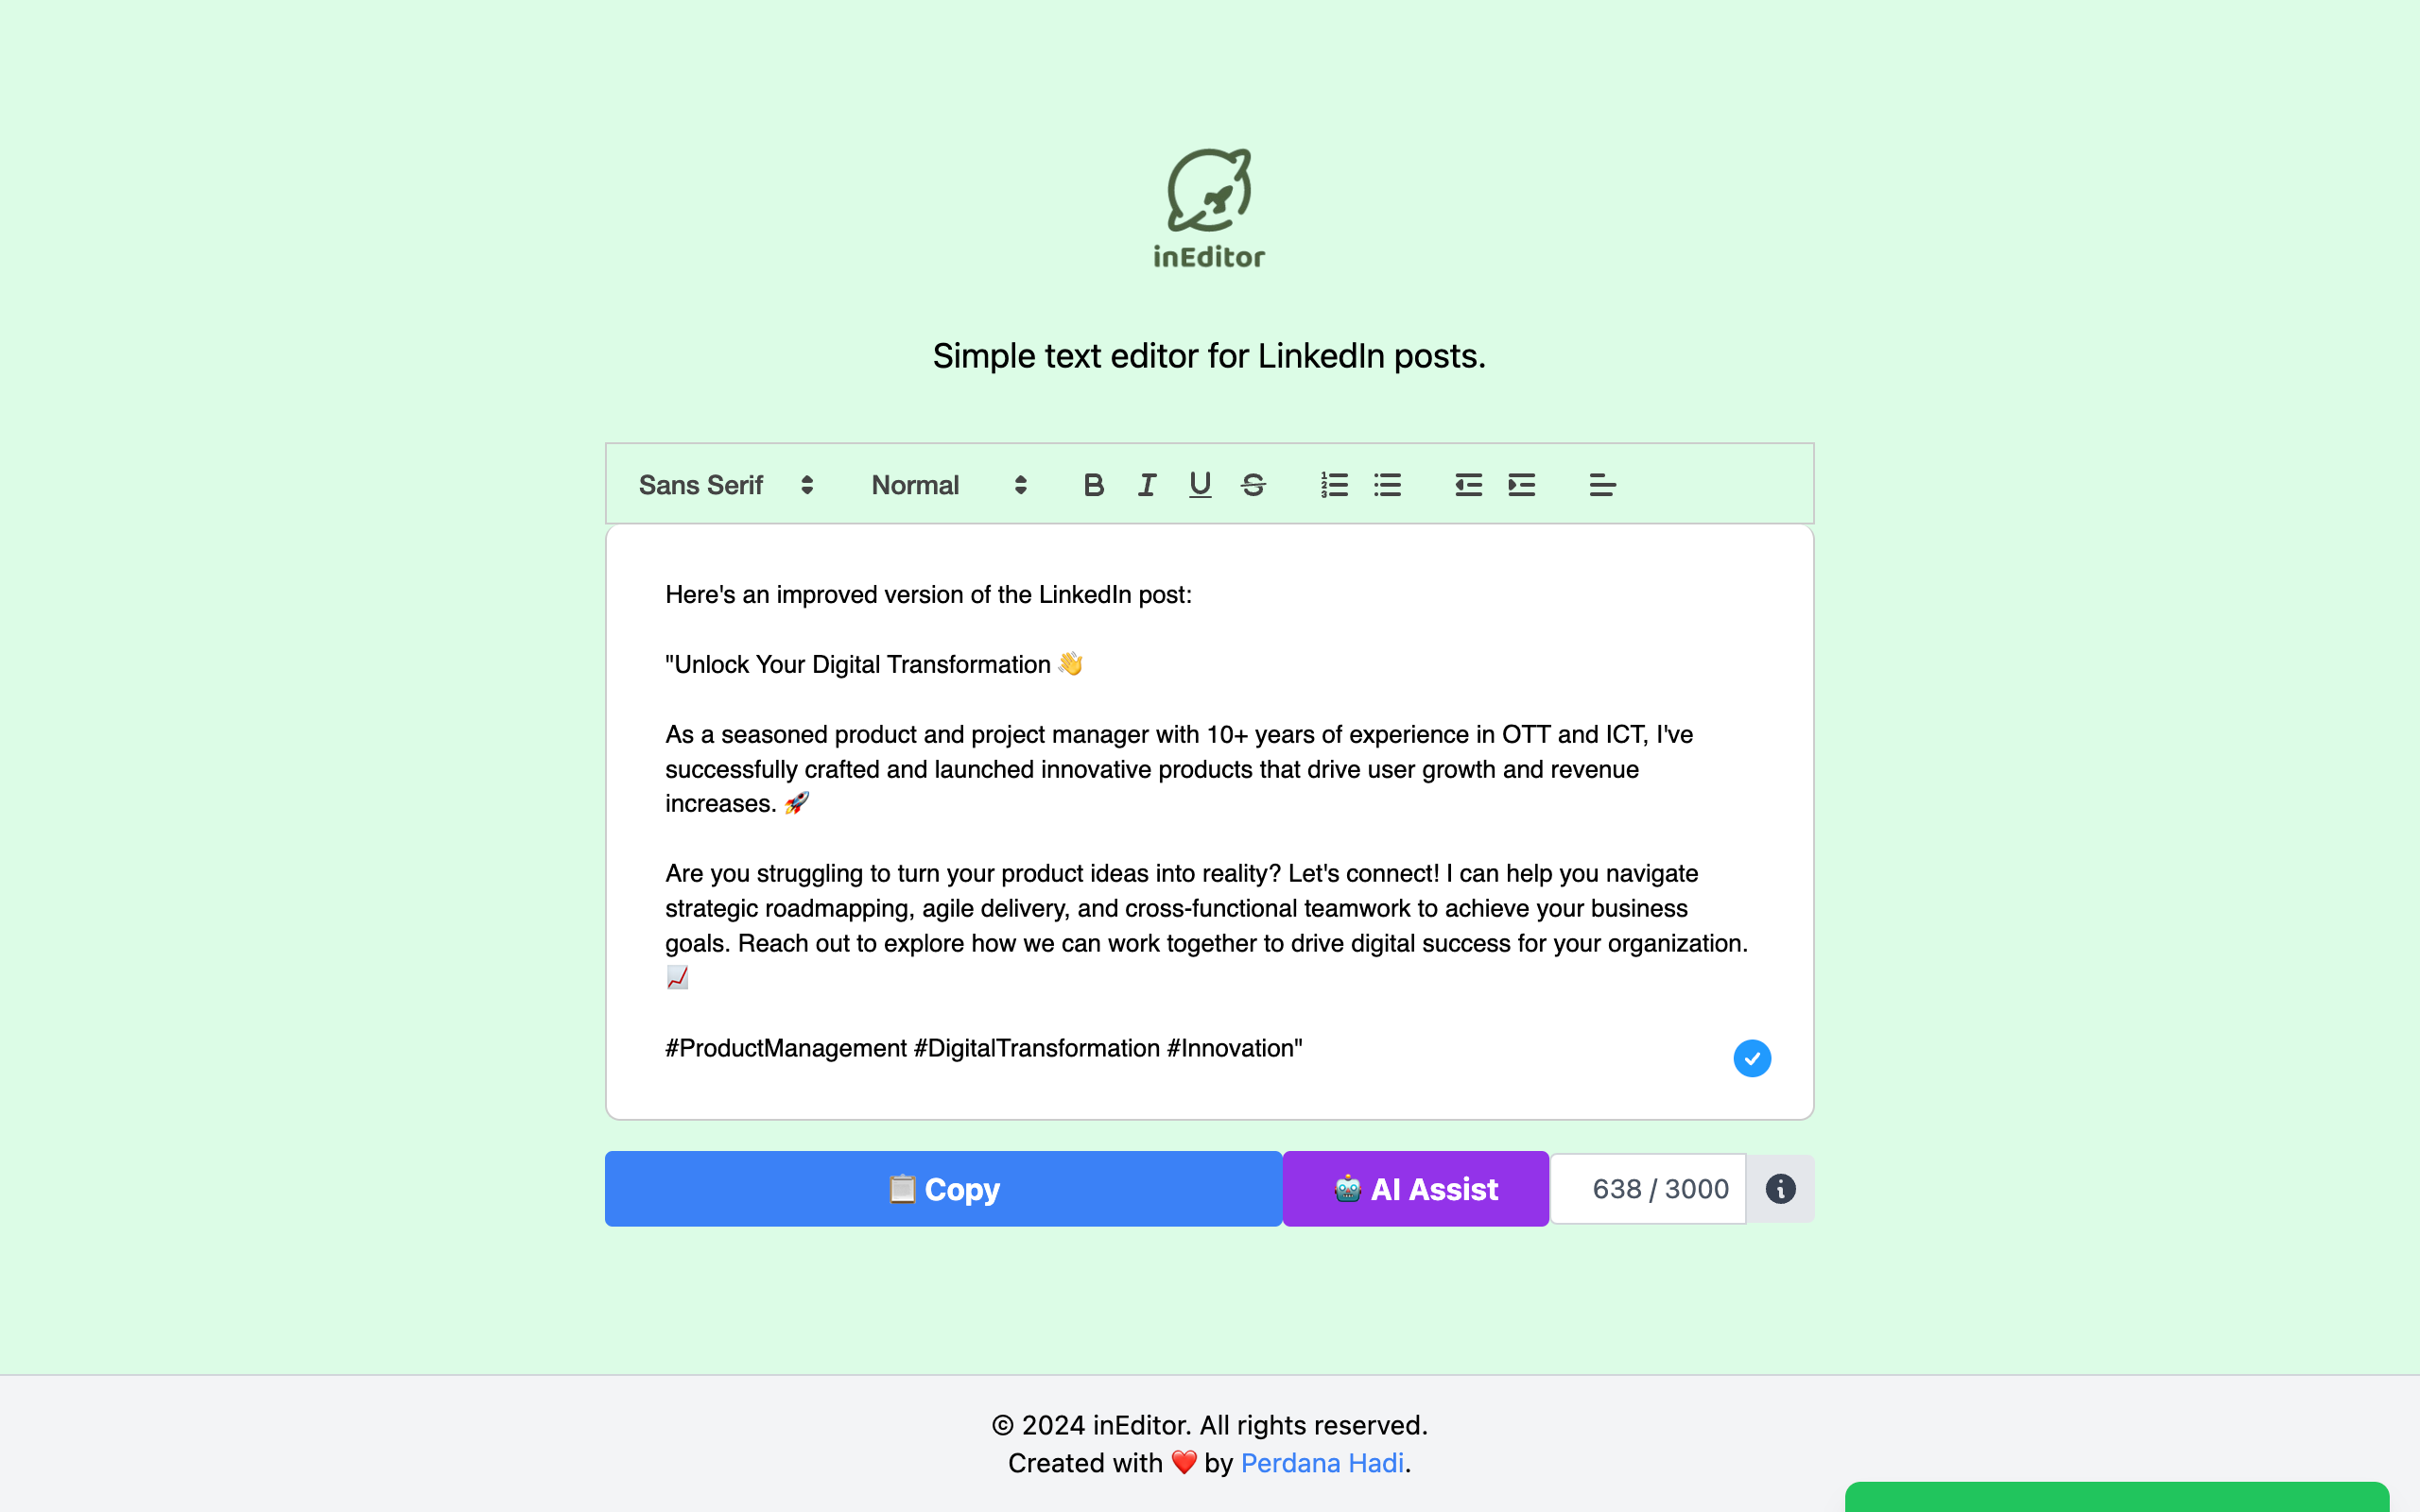 inEditor
Simple text editor for LinkedIn posts.
Sans Serif Normal B I U S
Here's an improved version of the LinkedIn post:
"Unlock Your Digital Transformation 👋
As a seasoned product and project manager with 10+ years of experience in OTT and ICT, I've
successfully crafted and launched innovative products that drive user growth and revenue
increases. 🚀
Are you struggling to turn your product ideas into reality? Let's connect! I can help you navigate
strategic roadmapping, agile delivery, and cross-functional teamwork to achieve your business
goals. Reach out to explore how we can work together to drive digital success for your organization.
📈
#ProductManagement #DigitalTransformation #Innovation"
📋 Copy 🤖 AI Assist 638 / 3000
© 2024 inEditor. All rights reserved.
Created with ❤️ by Perdana Hadi.